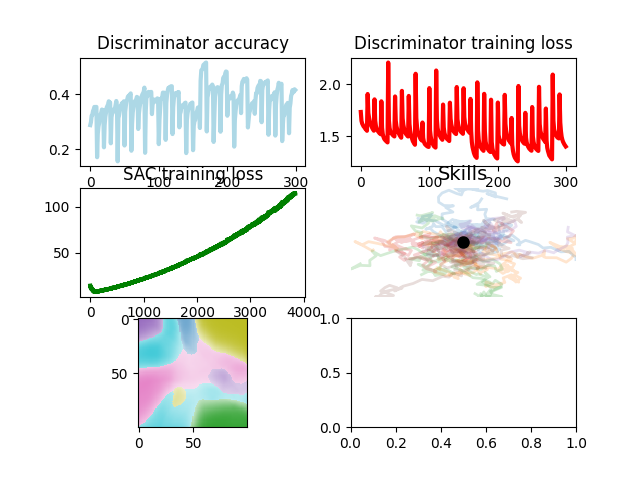 Discriminator accuracy
Discriminator training loss
0.4
0.2
0 100 200 300
2.0
1.5
0 100 200 300
SAC training loss
Skills
100
50
0 1000 2000 3000 4000
0
50
0 50
1.0
0.5
0.0
0.0 0.2 0.4 0.6 0.8 1.0